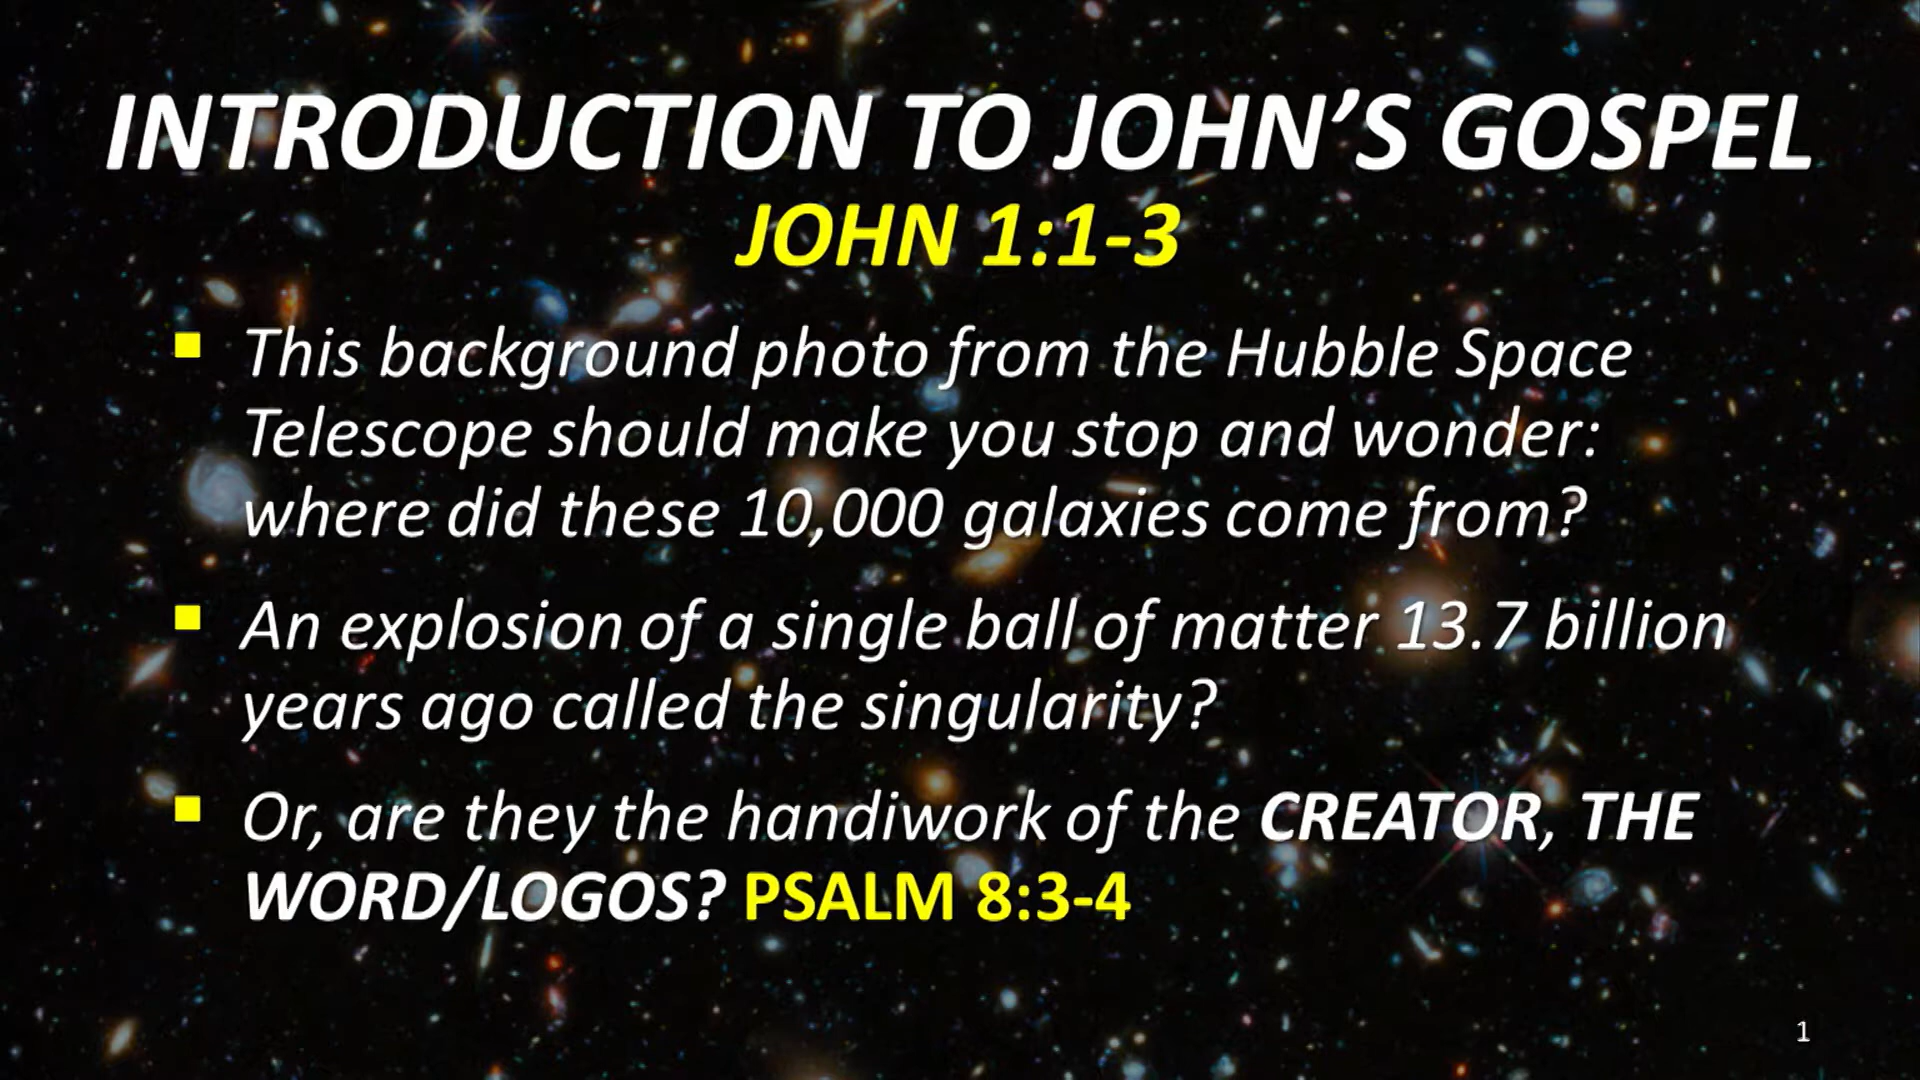 INTRODUCTION TO JOHN’S GOSPEL
JOHN 1:1-3
▪ This background photo from the Hubble Space
Telescope should make you stop and wonder:
where did these 10,000 galaxies come from?
▪ An explosion of a single ball of matter 13.7 billion
years ago called the singularity?
▪ Or, are they the handiwork of the CREATOR, THE
WORD/LOGOS? PSALM 8:3-4
1